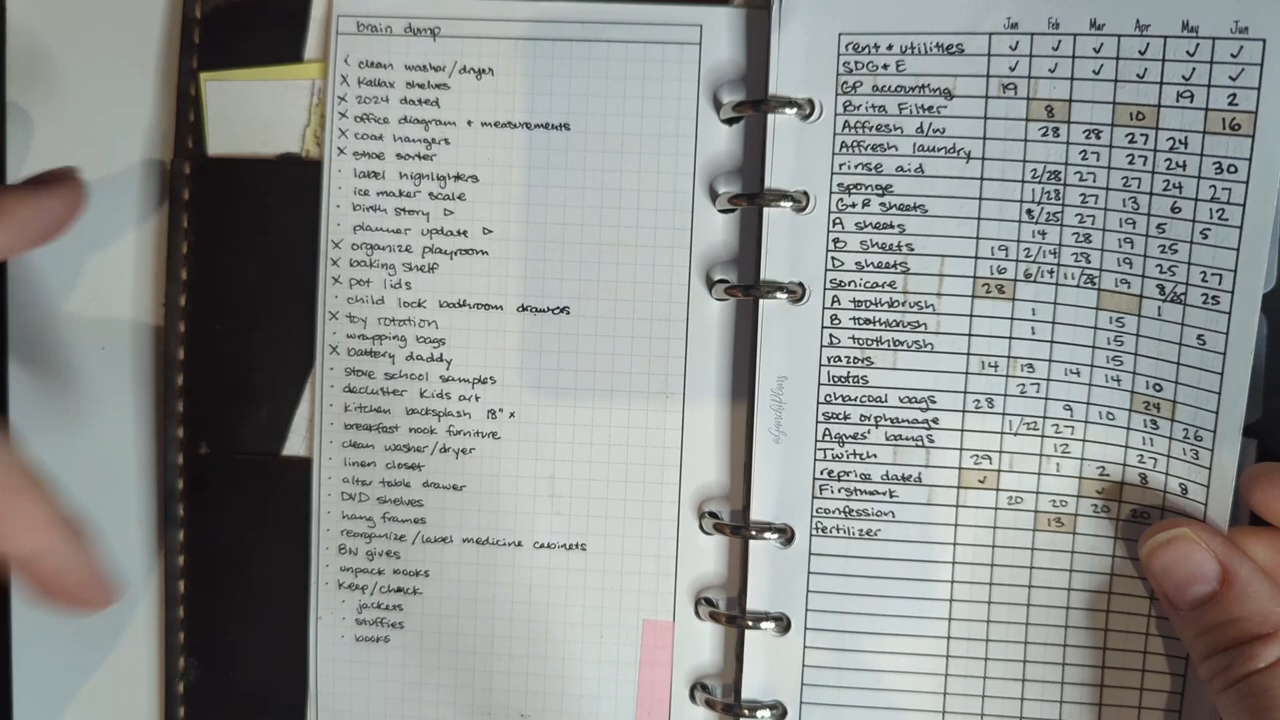 brain dump
< clean washer/dryer
X Kallax shelves
X 2024 dated
X office diagram + measurements
X coat hangers
X shoe sorter
· label highlighters
· ice maker scale
· birth story ▷
· planner update ▷
X organize playroom
X baking shelf
X pot lids
· child lock bathroom drawers
X toy rotation
· wrapping bags
X battery daddy
· store school samples
· declutter kids art
· kitchen backsplash 18" x
· breakfast nook furniture
· clean washer/dryer
· linen closet
· altar table drawer
· DVD shelves
· hang frames
· reorganize/label medicine cabinets
· BN gives
· unpack books
· keep/chuck
· jackets
· stuffies
· books
Jan Feb Mar Apr May Jun
rent + utilities ✓ ✓ ✓ ✓ ✓ ✓
SDG+E ✓ ✓ ✓ ✓ ✓ ✓
GP accounting 19 19 2
Brita Filter 8 10 16
Affresh d/w 28 28 27 24
Affresh laundry 27 27 24 30
rinse aid 2/28 27 27 24 27
sponge 1/28 27 13 6 12
G+R sheets 8/25 27 19 5 5
A sheets 14 28 19 25
B sheets 19 2/14 28 19 25 27
D sheets 16 6/14 11/28 19 8/25 25
sonicare 28 1
A toothbrush 1 15 5
B toothbrush 1 15
D toothbrush 15
razors 14 13 14 14 10
lootas 27 24
charcoal bags 28 9 10 13 26
sock orphanage 1/22 27 11 13
Agnes' bangs 12 27
Twitch 29 1 2 8 8
reprice dated ✓ ✓
Firstmark 20 20 20 20
confession 13
fertilizer